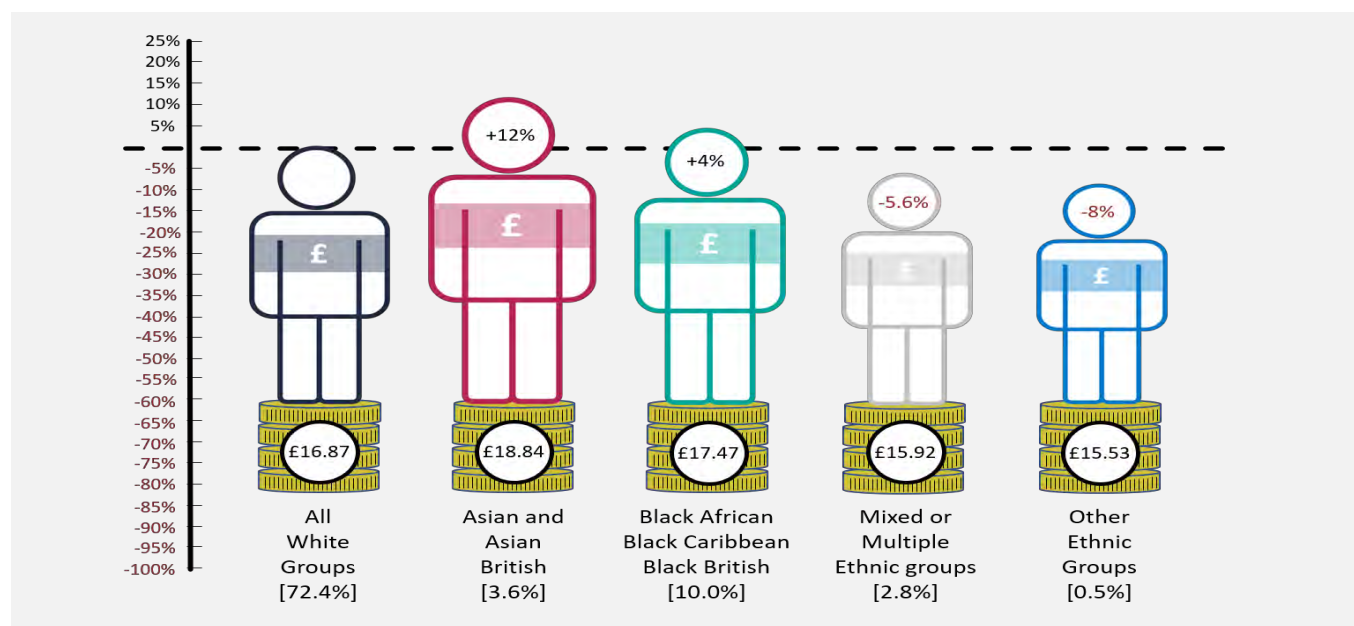 25%
20%
15%
10%
5%
-5%
-10%
-15%
-20%
-25%
-30%
-35%
-40%
-45%
-50%
-55%
-60%
-65%
-70%
-75%
-80%
-85%
-90%
-95%
-100%
+12%
+4%
-5.6%
-8%
£
£
£
£
£
£16.87
£18.84
£17.47
£15.92
£15.53
All
White
Groups
[72.4%]
Asian and
Asian
British
[3.6%]
Black African
Black Caribbean
Black British
[10.0%]
Mixed or
Multiple
Ethnic groups
[2.8%]
Other
Ethnic
Groups
[0.5%]